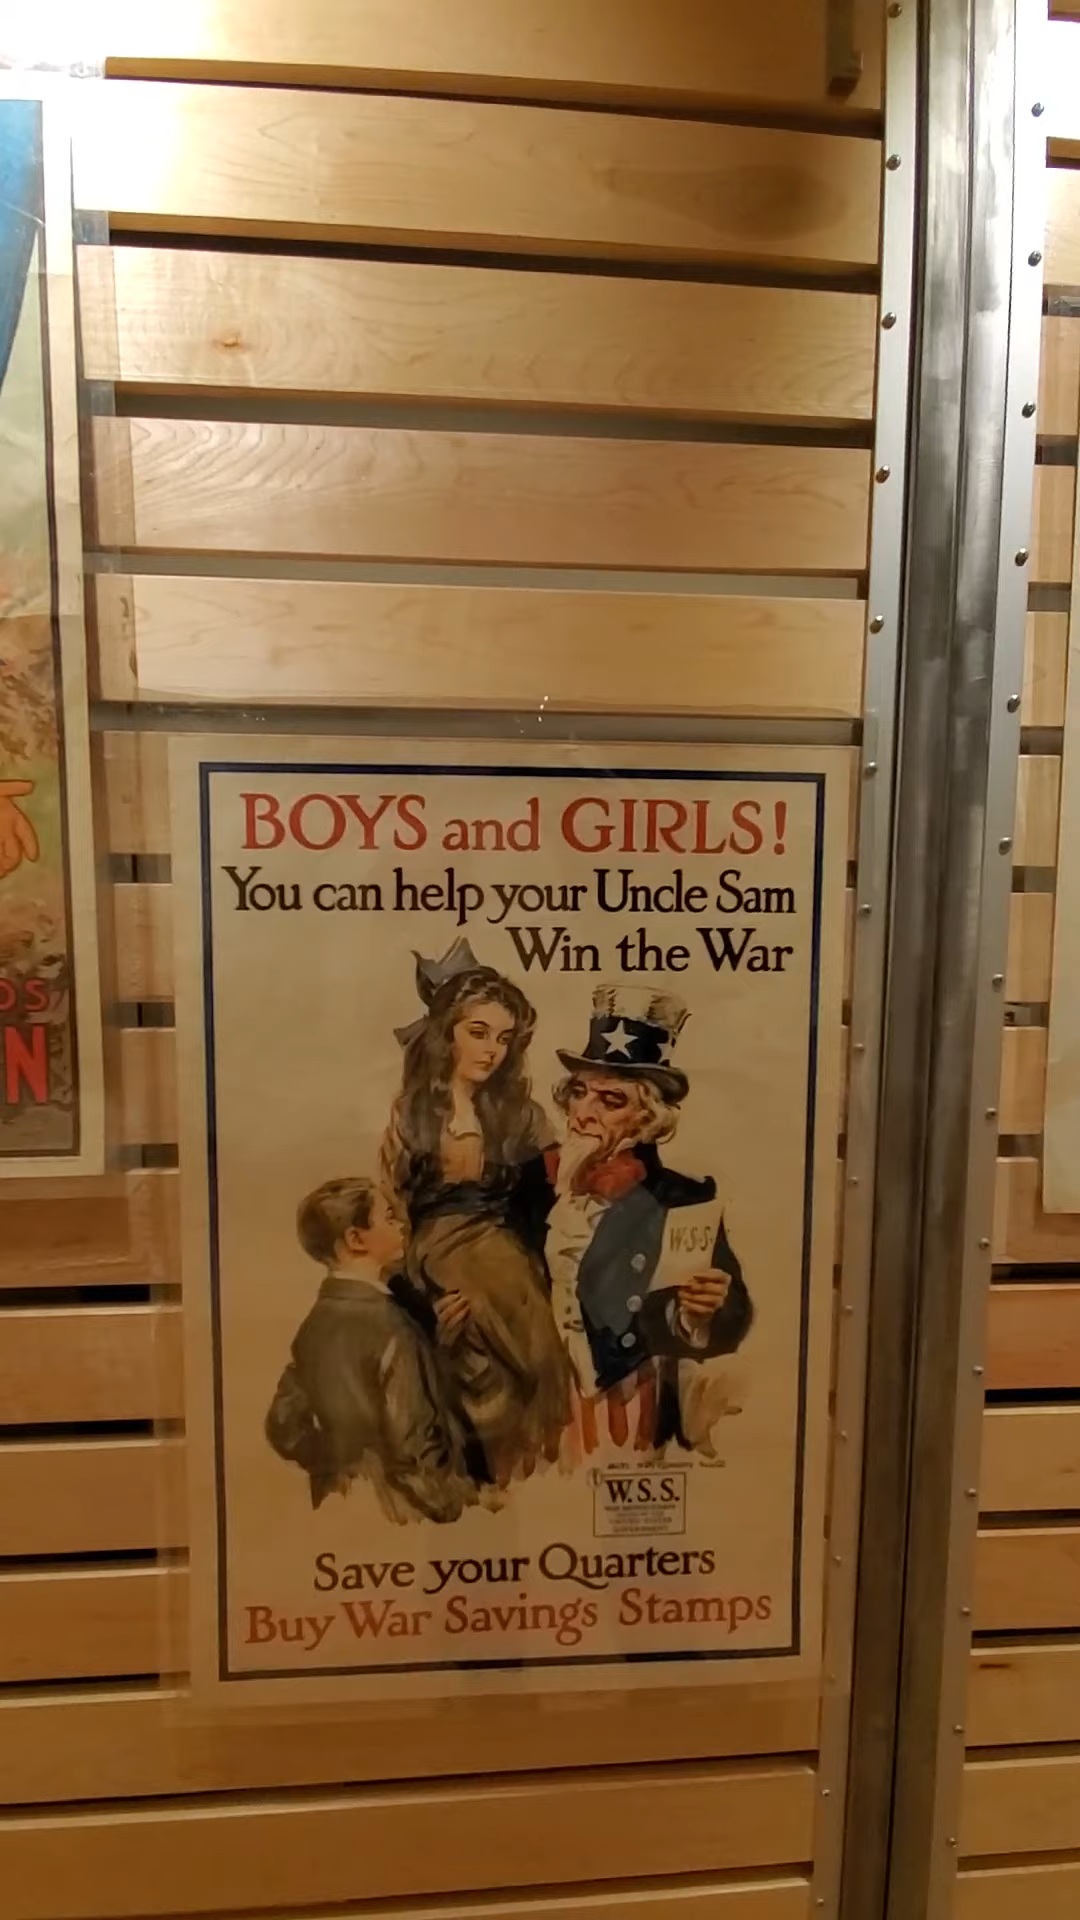 BOYS and GIRLS!
You can help your Uncle Sam
Win the War
W.S.S.
W.S.S.
Save your Quarters
Buy War Savings Stamps
OS
N